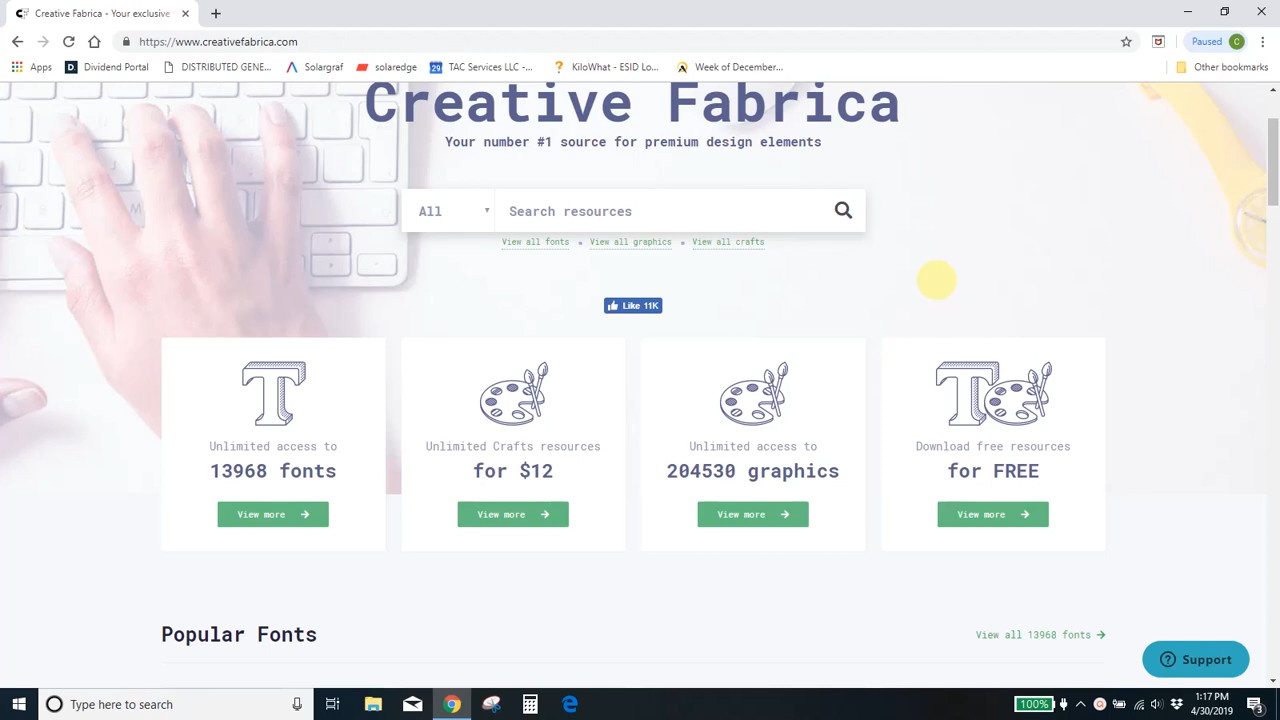 Creative Fabrica - Your exclusive
https://www.creativefabrica.com
Paused C
Apps
D Dividend Portal
DISTRIBUTED GENE...
Solargraf
solaredge
29 TAC Services LLC -...
? KiloWhat - ESID Lo...
Week of December...
Other bookmarks
Creative Fabrica
Your number #1 source for premium design elements
All
Search resources
View all fonts
View all graphics
View all crafts
Like 11K
Unlimited access to
13968 fonts
View more
Unlimited Crafts resources
for $12
View more
Unlimited access to
204530 graphics
View more
Download free resources
for FREE
View more
Popular Fonts
View all 13968 fonts
Support
Type here to search
100%
1:17 PM
4/30/2019
3